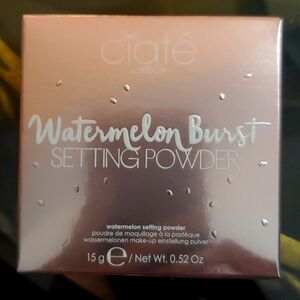 ciaté
LONDON
Watermelon Burst
SETTING POWDER
watermelon setting powder
poudre de maquillage à la pastèque
wassermelonen make-up einstellung pulver
15 g ℮ / Net Wt. 0.52 Oz